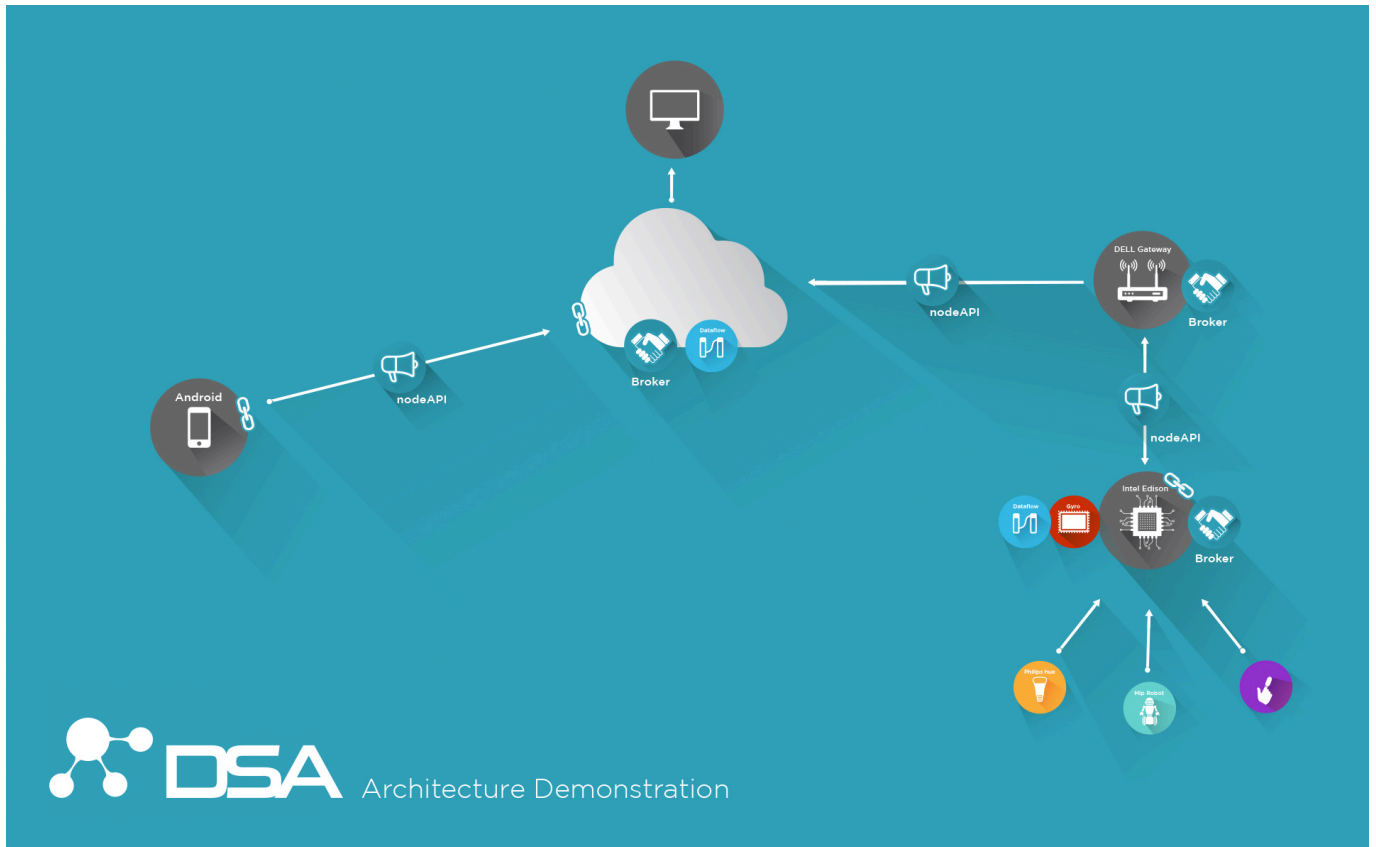 DELL Gateway
nodeAPI
Broker
Dataflow
Broker
Android
nodeAPI
nodeAPI
Intel Edison
Dataflow
Gyro
Broker
Philips hue
Mip Robot
DSA Architecture Demonstration